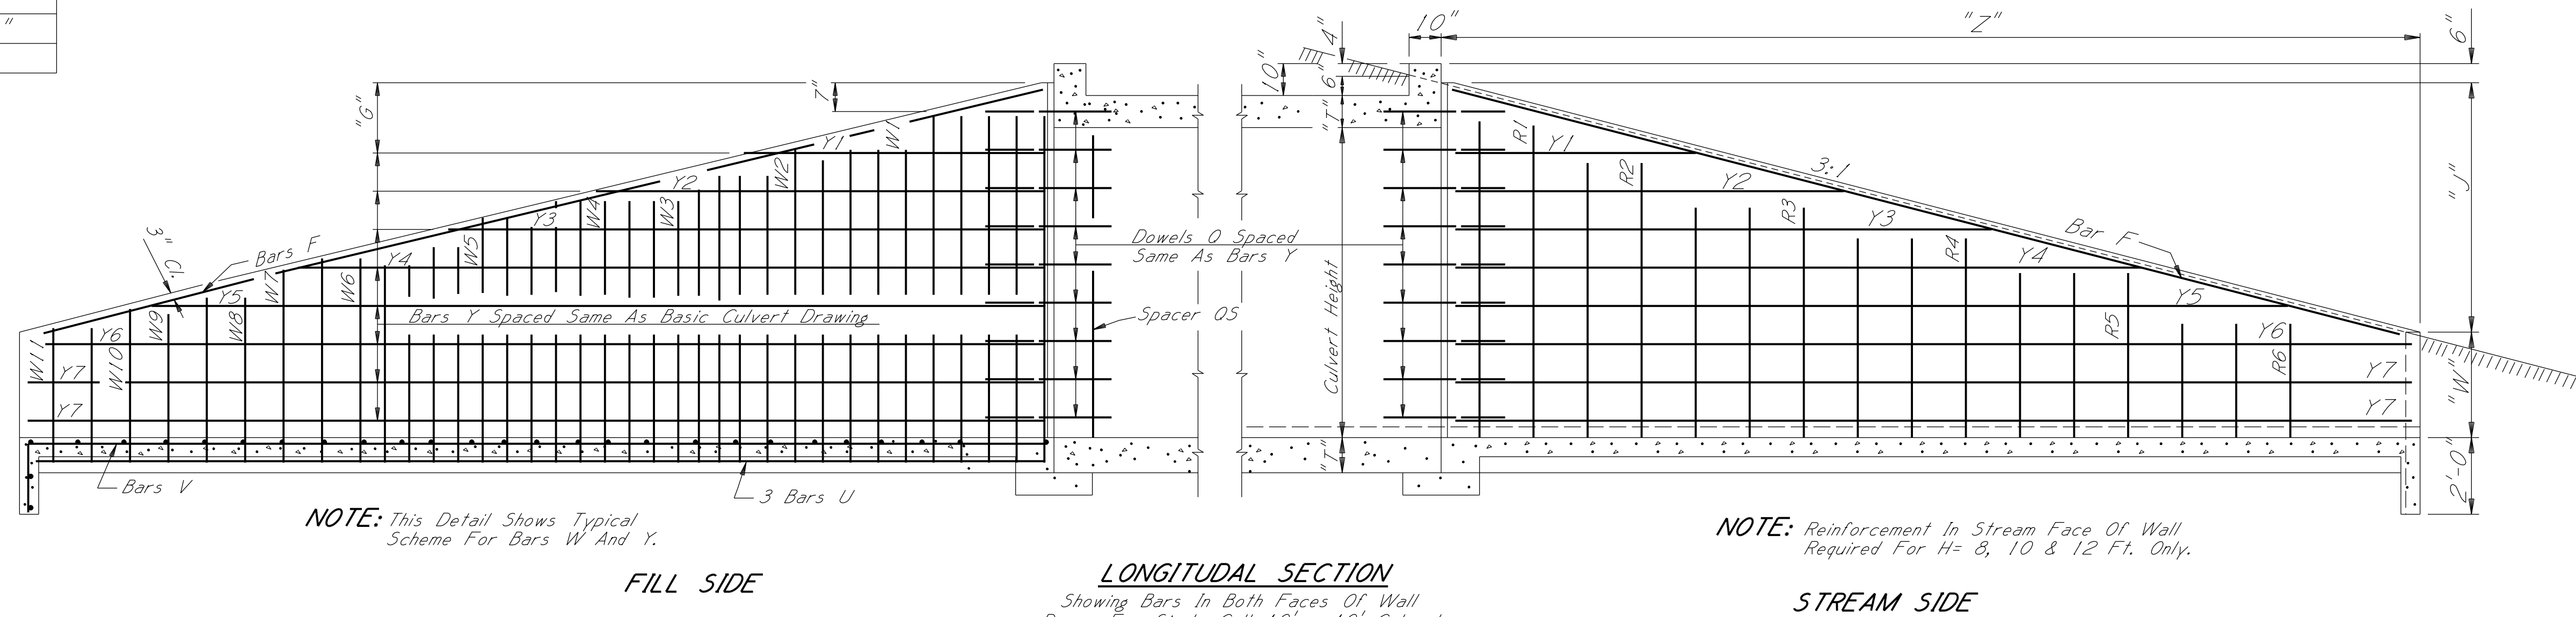 "
"G"
7"
3" Cl.
Bars F
Y1
Y2
Y3
Y4
Y5
Y6
Y7
Y7
W1
W2
W3
W4
W5
W6
W7
W8
W9
W10
W11
Bars Y Spaced Same As Basic Culvert Drawing
Bars V
3 Bars U
NOTE: This Detail Shows Typical
Scheme For Bars W And Y.
FILL SIDE
10"
4"
6"
10"
"T"
Dowels Q Spaced
Same As Bars Y
Spacer QS
Culvert Height
"T"
LONGITUDAL SECTION
Showing Bars In Both Faces Of Wall
"Z"
6"
"J"
"W"
2'-0"
3:1
Bar F
R1
R2
R3
R4
R5
R6
Y1
Y2
Y3
Y4
Y5
Y6
Y7
Y7
NOTE: Reinforcement In Stream Face Of Wall
Required For H= 8, 10 & 12 Ft. Only.
STREAM SIDE